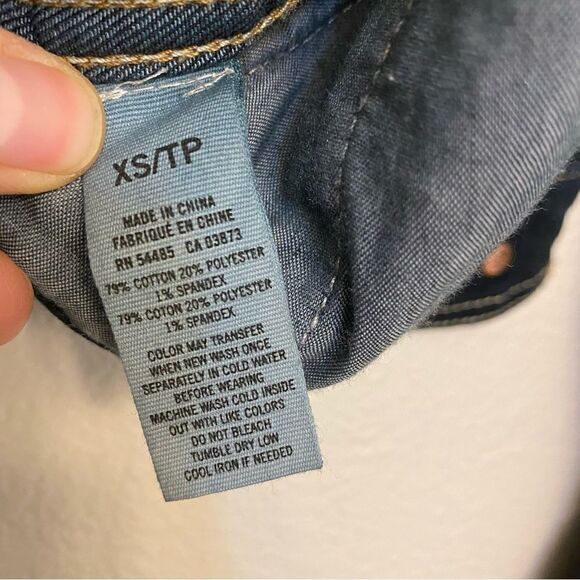 XS/TP
MADE IN CHINA
FABRIQUÉ EN CHINE
RN 54485 CA 03873
79% COTTON 20% POLYESTER
1% SPANDEX
79% COTON 20% POLYESTER
1% SPANDEX
COLOR MAY TRANSFER
WHEN NEW WASH ONCE
SEPARATELY IN COLD WATER
BEFORE WEARING
MACHINE WASH COLD INSIDE
OUT WITH LIKE COLORS
DO NOT BLEACH
TUMBLE DRY LOW
COOL IRON IF NEEDED